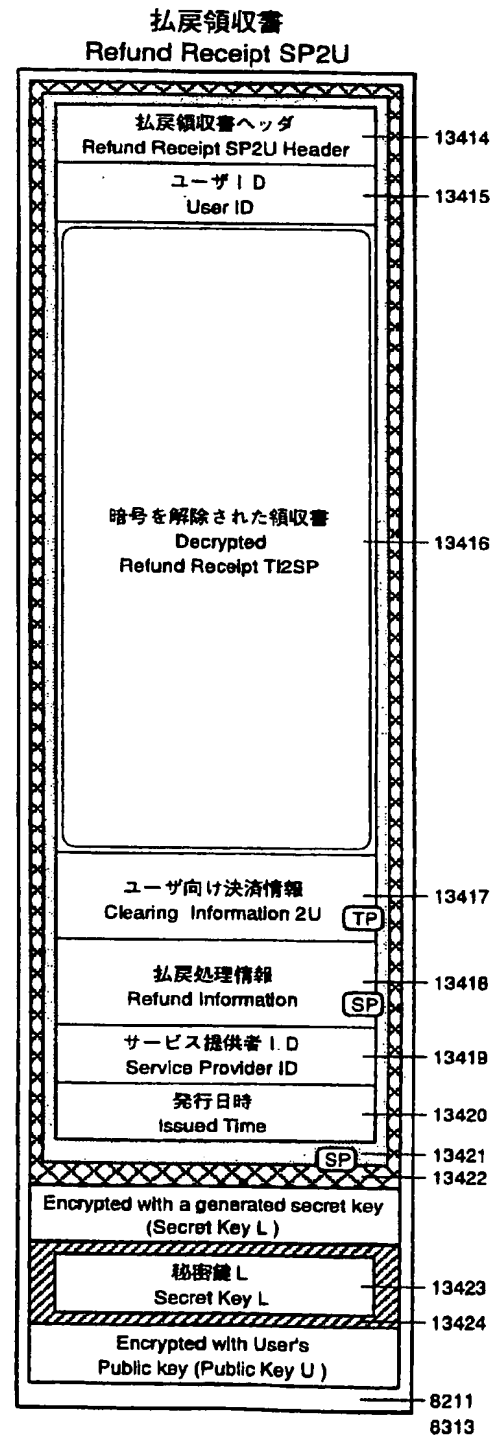 払戻領収書
Refund Receipt SP2U
払戻領収書ヘッダ
Refund Receipt SP2U Header
13414
ユーザID
User ID
13415
暗号を解除された領収書
Decrypted
Refund Receipt TI2SP
13416
ユーザ向け決済情報
Clearing Information 2U
TP
13417
払戻処理情報
Refund Information
SP
13418
サービス提供者ID
Service Provider ID
13419
発行日時
Issued Time
13420
SP
13421
13422
Encrypted with a generated secret key
(Secret Key L )
秘密鍵L
Secret Key L
13423
13424
Encrypted with User's
Public key (Public Key U )
8211
8313